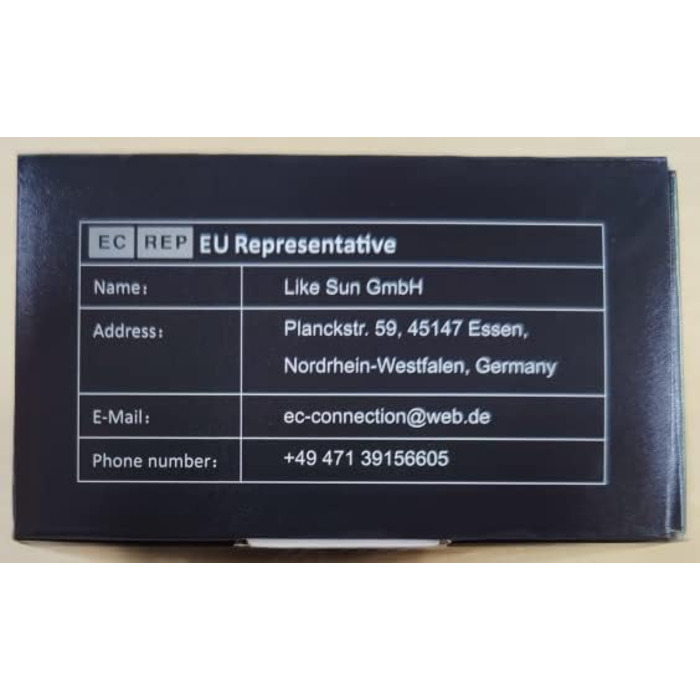 EC REP EU Representative
Name: Like Sun GmbH
Address: Planckstr. 59, 45147 Essen,
Nordrhein-Westfalen, Germany
E-Mail: ec-connection@web.de
Phone number: +49 471 39156605